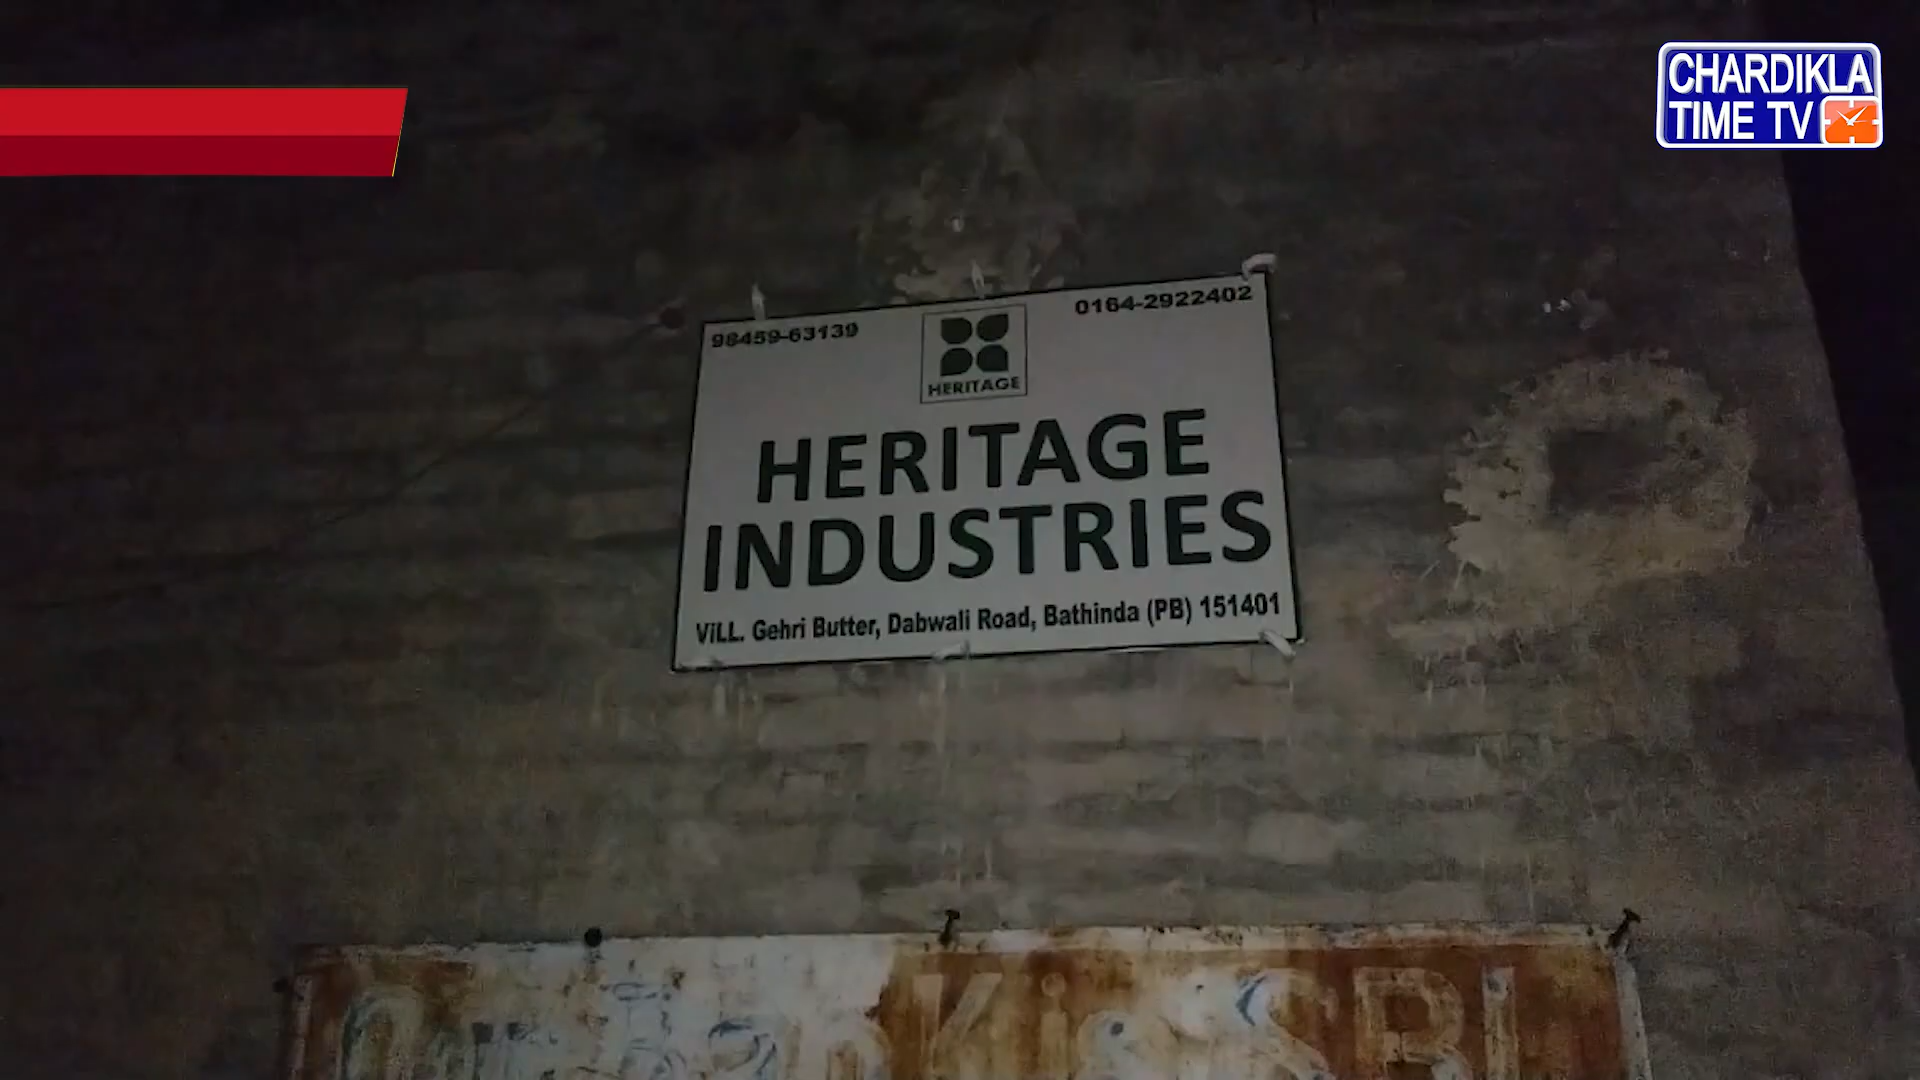 CHARDIKLA
TIME TV
98459-63139
0164-2922402
HERITAGE
HERITAGE
INDUSTRIES
ViLL. Gehri Butter, Dabwali Road, Bathinda (PB) 151401